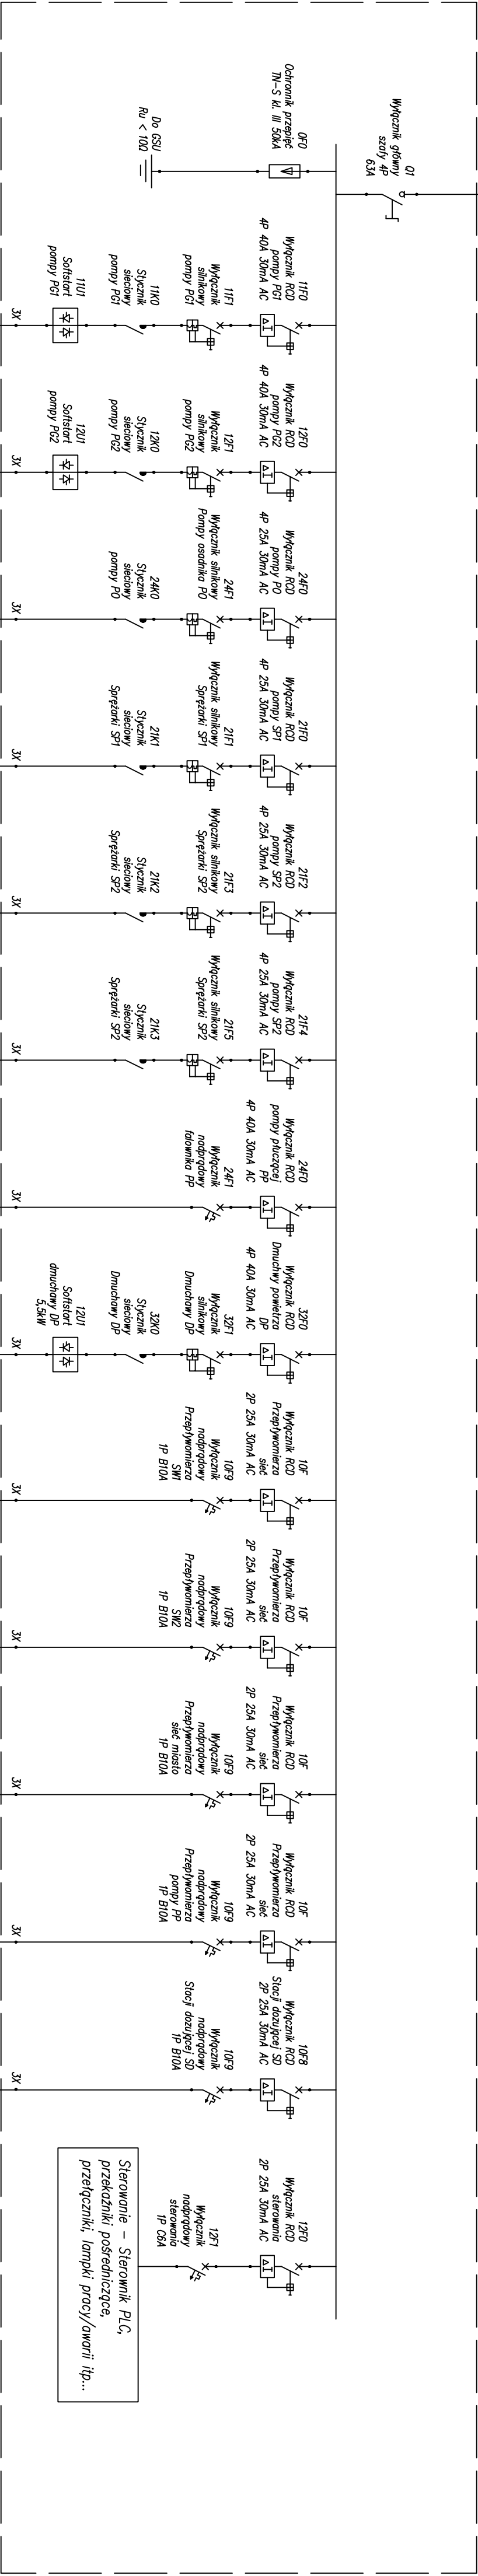 Q1
Wyłącznik główny
szafy 4P
63A
0F0
Ochronnik przepięć
TN-S kl. III 50kA
Do GSU
Ru < 10Ω
11F0
Wyłącznik RCD
pompy PG1
4P 40A 30mA AC
11F1
Wyłącznik
silnikowy
pompy PG1
11K0
Stycznik
sieciowy
pompy PG1
11U1
Softstart
pompy PG1
3X
12F0
Wyłącznik RCD
pompy PG2
4P 40A 30mA AC
12F1
Wyłącznik
silnikowy
pompy PG2
12K0
Stycznik
sieciowy
pompy PG2
12U1
Softstart
pompy PG2
3X
24F0
Wyłącznik RCD
pompy PO
4P 25A 30mA AC
24F1
Wyłącznik silnikowy
Pompy osadnika PO
24K0
Stycznik
sieciowy
pompy PO
3X
21F0
Wyłącznik RCD
pompy SP1
4P 25A 30mA AC
21F1
Wyłącznik silnikowy
Sprężarki SP1
21K1
Stycznik
sieciowy
Sprężarki SP1
3X
21F2
Wyłącznik RCD
pompy SP2
4P 25A 30mA AC
21F3
Wyłącznik silnikowy
Sprężarki SP2
21K2
Stycznik
sieciowy
Sprężarki SP2
3X
21F4
Wyłącznik RCD
pompy SP2
4P 25A 30mA AC
21F5
Wyłącznik silnikowy
Sprężarki SP2
21K3
Stycznik
sieciowy
Sprężarki SP2
3X
24F0
Wyłącznik RCD
pompy płuczącej
PP
4P 40A 30mA AC
24F1
Wyłącznik
nadprądowy
falownika PP
3X
32F0
Wyłącznik RCD
Dmuchwy powietrza
DP
4P 40A 30mA AC
32F1
Wyłącznik
silnikowy
Dmuchawy DP
32K0
Stycznik
sieciowy
Dmuchawy DP
12U1
Softstart
dmuchawy DP
5,5kW
3X
10F
Wyłącznik RCD
Przepływomierza
sieć
2P 25A 30mA AC
10F9
Wyłącznik
nadprądowy
Przepływomierza
SW1
1P B10A
3X
10F
Wyłącznik RCD
Przepływomierza
sieć
2P 25A 30mA AC
10F9
Wyłącznik
nadprądowy
Przepływomierza
SW2
1P B10A
3X
10F
Wyłącznik RCD
Przepływomierza
sieć
2P 25A 30mA AC
10F9
Wyłącznik
nadprądowy
Przepływomierza
sieć miasto
1P B10A
3X
10F
Wyłącznik RCD
Przepływomierza
sieć
2P 25A 30mA AC
10F9
Wyłącznik
nadprądowy
Przepływomierza
pompy PP
1P B10A
3X
10F8
Wyłącznik RCD
Stacji dozującej SD
2P 25A 30mA AC
10F9
Wyłącznik
nadprądowy
Stacji dozującej SD
1P B10A
3X
12F0
Wyłącznik RCD
sterowania
2P 25A 30mA AC
12F1
Wyłącznik
nadprądowy
sterowania
1P C6A
Sterowanie – Sterownik PLC,
przekaźniki pośredniczące,
przełączniki, lampki pracy/awarii itp...